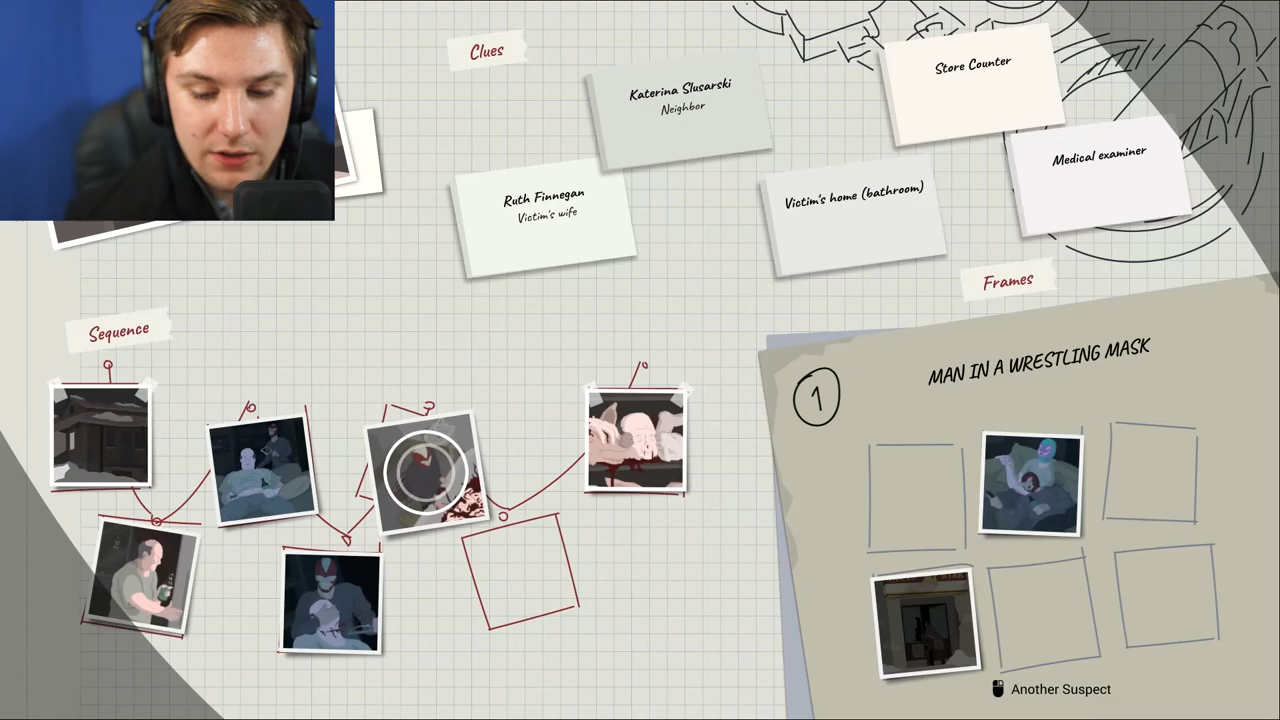 Clues
Katerina Slusarski
Neighbor
Store Counter
Medical examiner
Ruth Finnegan
Victim's wife
Victim's home (bathroom)
Frames
Sequence
1
MAN IN A WRESTLING MASK
Another Suspect